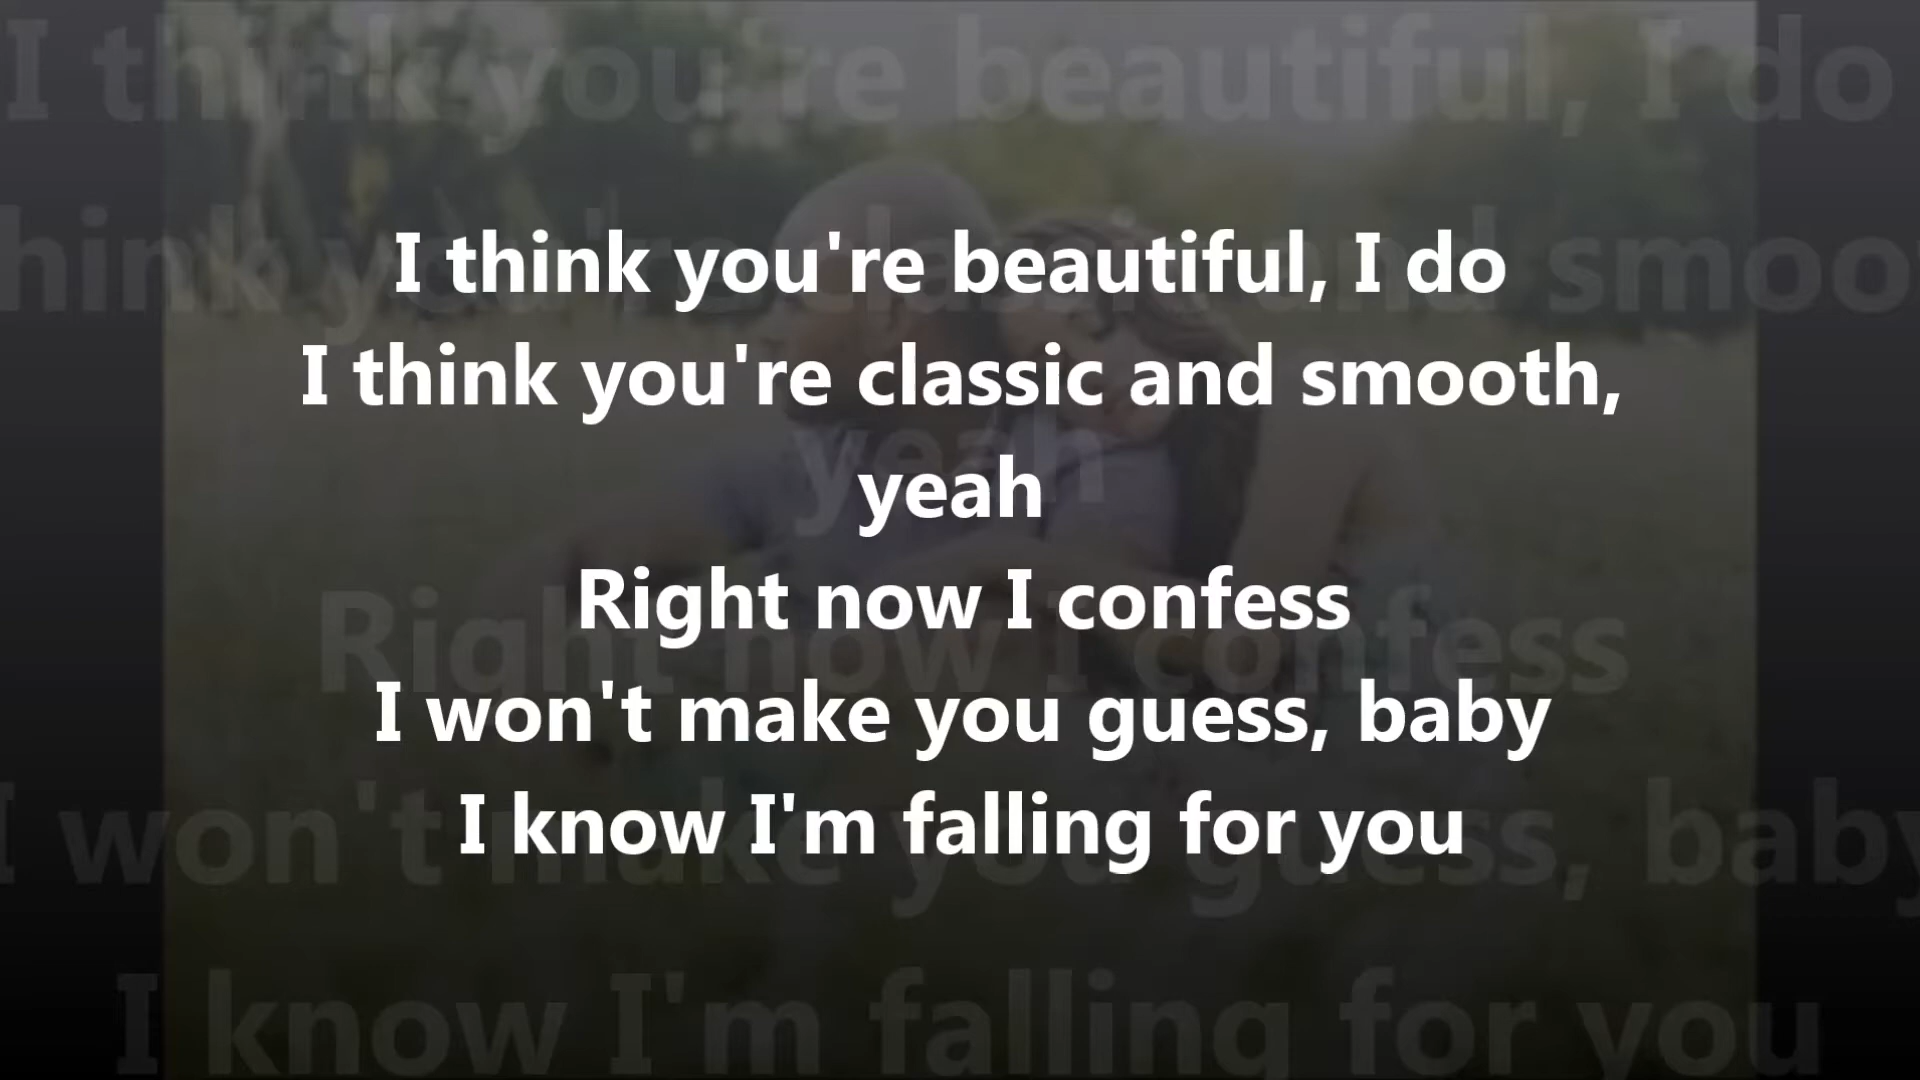 I think you're beautiful, I do
I think you're classic and smooth,
yeah
Right now I confess
I won't make you guess, baby
I know I'm falling for you